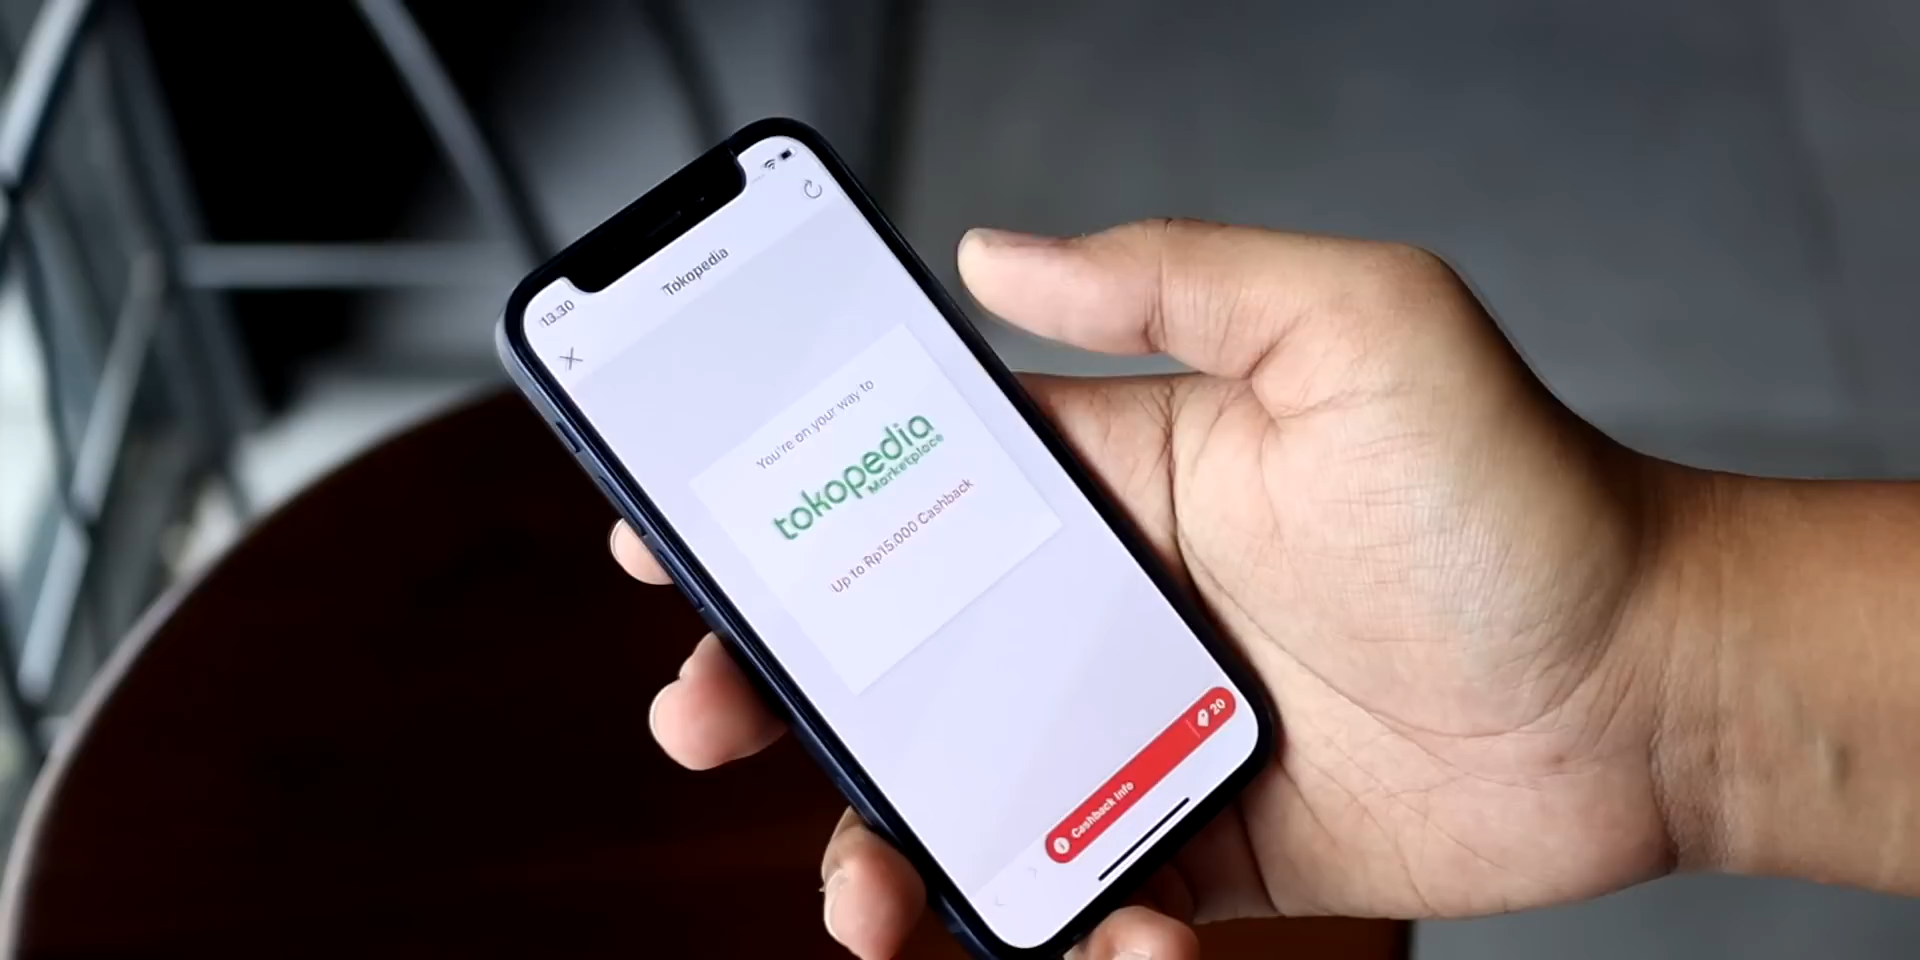 13.30
Tokopedia
You're on your way to
tokopedia
Marketplace
Up to Rp15.000 Cashback
Cashback Info
20